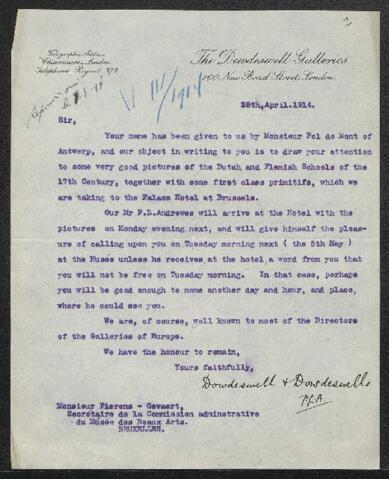 Telegraphic Address
Chiaroscuro, London.
Telephone Regent 379
The Dowdeswell Galleries
160 New Bond Street, London.
28th, April. 1914.
Sir,
Your name has been given to us by Monsieur Pol de Mont of
Antwerp, and our object in writing to you is to draw your attention
to some very good pictures of the Dutch and Flemish Schools of the
17th Century, together with some first class primitifs, which we
are taking to the Palace Hotel at Brussels.
Our Mr P.L.Andrewes will arrive at the Hotel with the
pictures on Monday evening next, and will give himself the pleas-
ure of calling upon you on Tuesday morning next ( the 5th May )
at the Musée unless he receives at the hotel a word from you that
you will not be free on Tuesday morning. In that case, perhaps
you will be good enough to name another day and hour, and place,
where he could see you.
We are, of course, well known to most of the Directors
of the Galleries of Europe.
We have the honour to remain,
Yours faithfully,
Dowdeswell & Dowdeswells
P.L.A.
Monsieur Fierens - Gevaert,
Secrétaire de la Commission adminstrative
du Musée des Beaux Arts.
BRUXELLES.